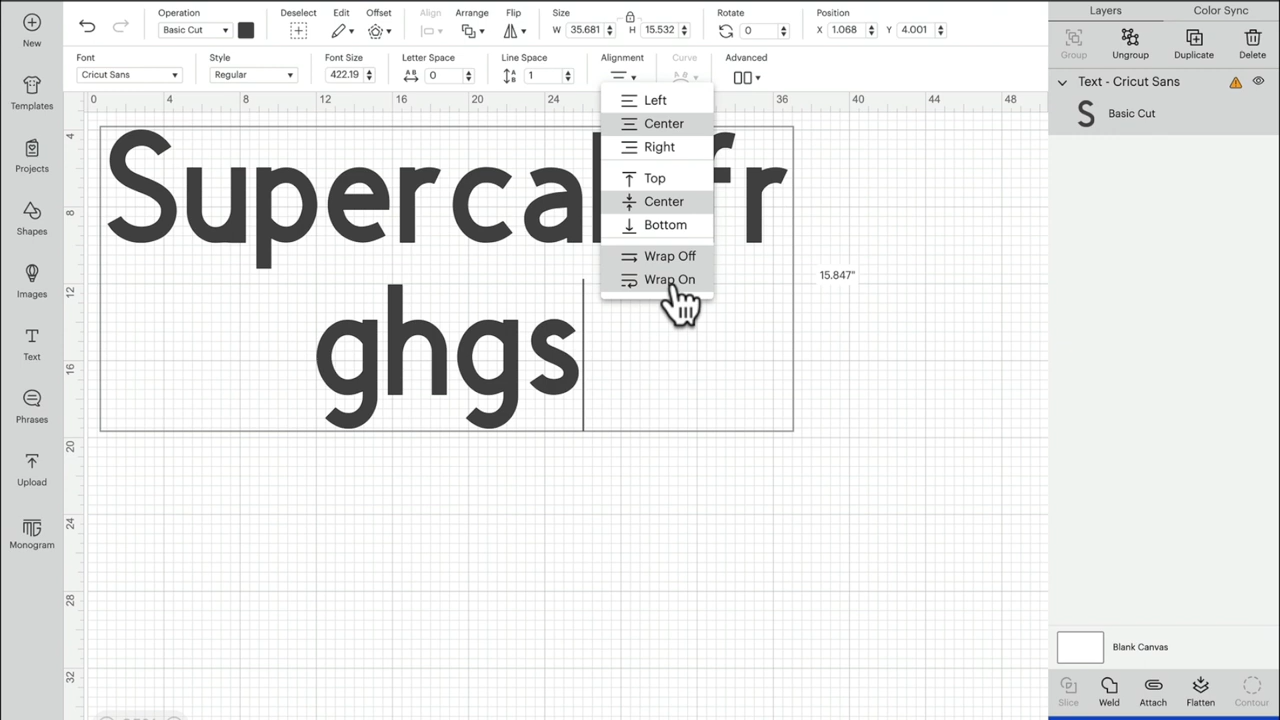 New
Templates
Projects
Shapes
Images
Text
Phrases
Upload
Monogram
Operation
Basic Cut
Deselect
Edit
Offset
Align
Arrange
Flip
Size
W 35.681
H 15.532
Rotate
0
Position
X 1.068
Y 4.001
Font
Cricut Sans
Style
Regular
Font Size
422.19
Letter Space
0
Line Space
1
Alignment
Curve
Advanced
0 4 8 12 16 20 24 36 40 44 48
4
8
12
16
20
24
28
32
Left
Center
Right
Top
Center
Bottom
Wrap Off
Wrap On
ghgs
15.847"
Layers
Color Sync
Group
Ungroup
Duplicate
Delete
Text - Cricut Sans
S Basic Cut
Blank Canvas
Slice
Weld
Attach
Flatten
Contour